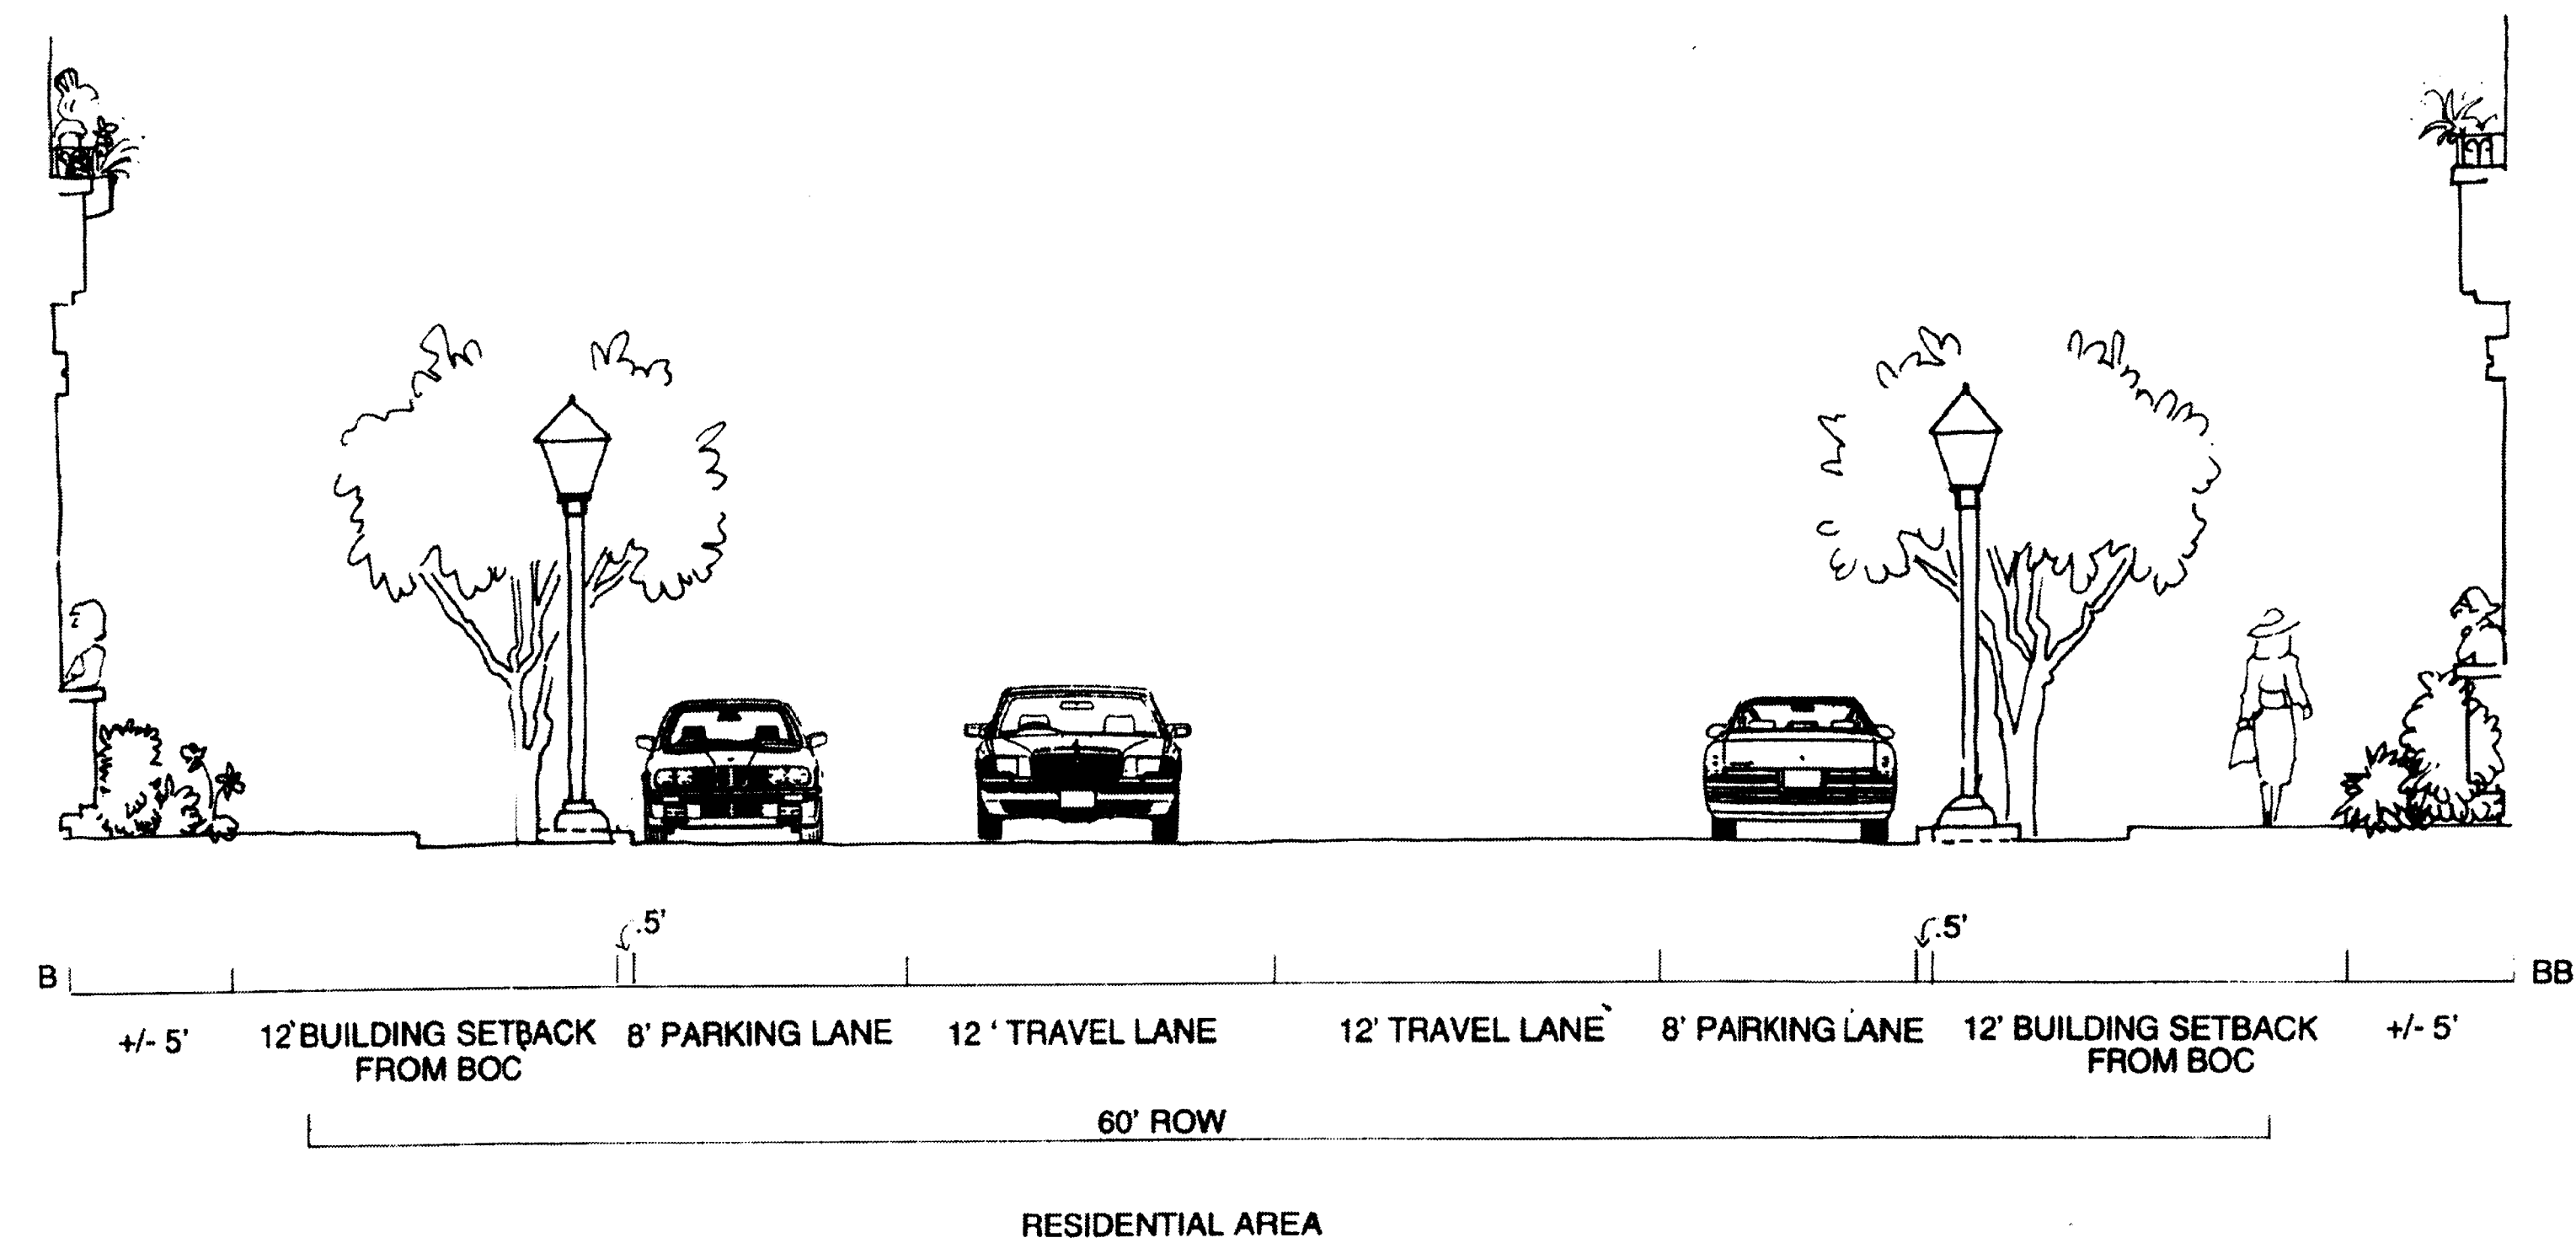 .5' .5'
B BB
+/- 5' 12' BUILDING SETBACK 8' PARKING LANE 12' TRAVEL LANE 12' TRAVEL LANE 8' PARKING LANE 12' BUILDING SETBACK +/- 5'
FROM BOC FROM BOC
60' ROW
RESIDENTIAL AREA